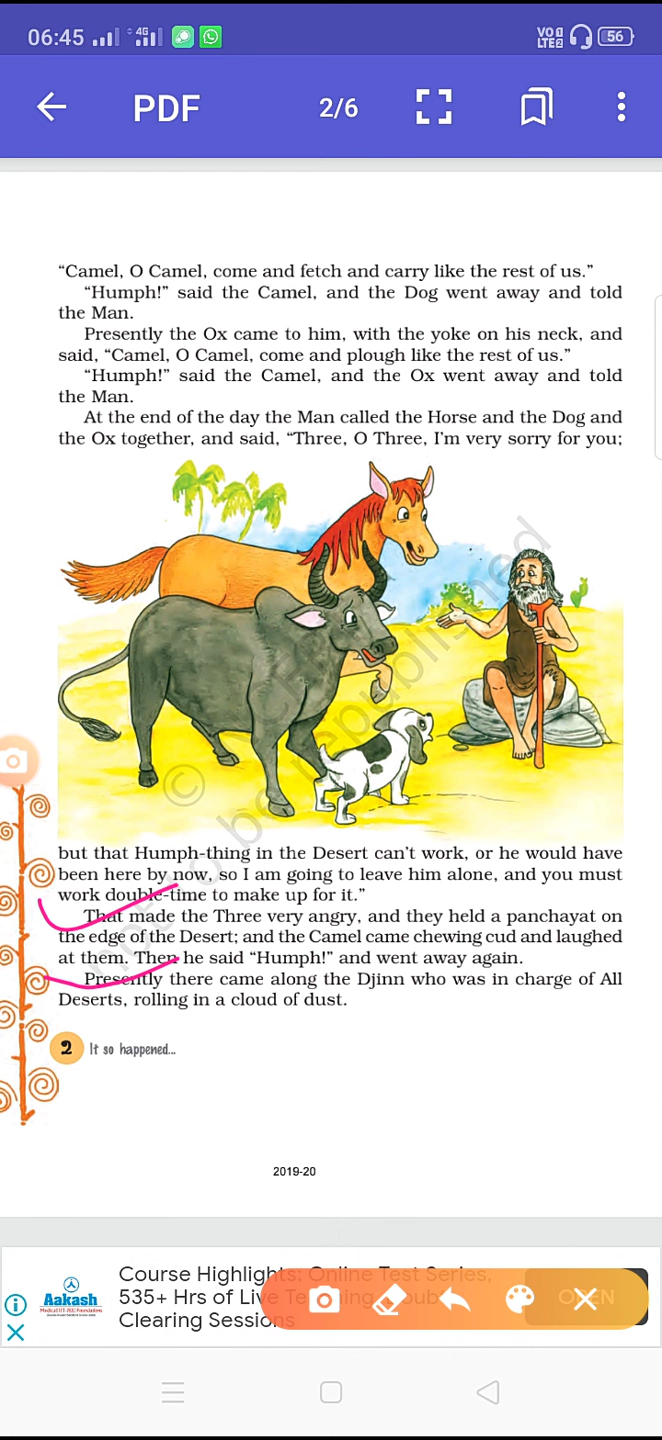 06:45 4G VO LTE2 56
PDF 2/6
“Camel, O Camel, come and fetch and carry like the rest of us.”
“Humph!” said the Camel, and the Dog went away and told
the Man.
Presently the Ox came to him, with the yoke on his neck, and
said, “Camel, O Camel, come and plough like the rest of us.”
“Humph!” said the Camel, and the Ox went away and told
the Man.
At the end of the day the Man called the Horse and the Dog and
the Ox together, and said, “Three, O Three, I’m very sorry for you;
but that Humph-thing in the Desert can’t work, or he would have
been here by now, so I am going to leave him alone, and you must
work double-time to make up for it.”
That made the Three very angry, and they held a panchayat on
the edge of the Desert; and the Camel came chewing cud and laughed
at them. Then he said “Humph!” and went away again.
Presently there came along the Djinn who was in charge of All
Deserts, rolling in a cloud of dust.
2 It so happened...
2019-20
Aakash
Course Highlights: Online Test Series,
535+ Hrs of Live
Clearing Sessions
OPEN